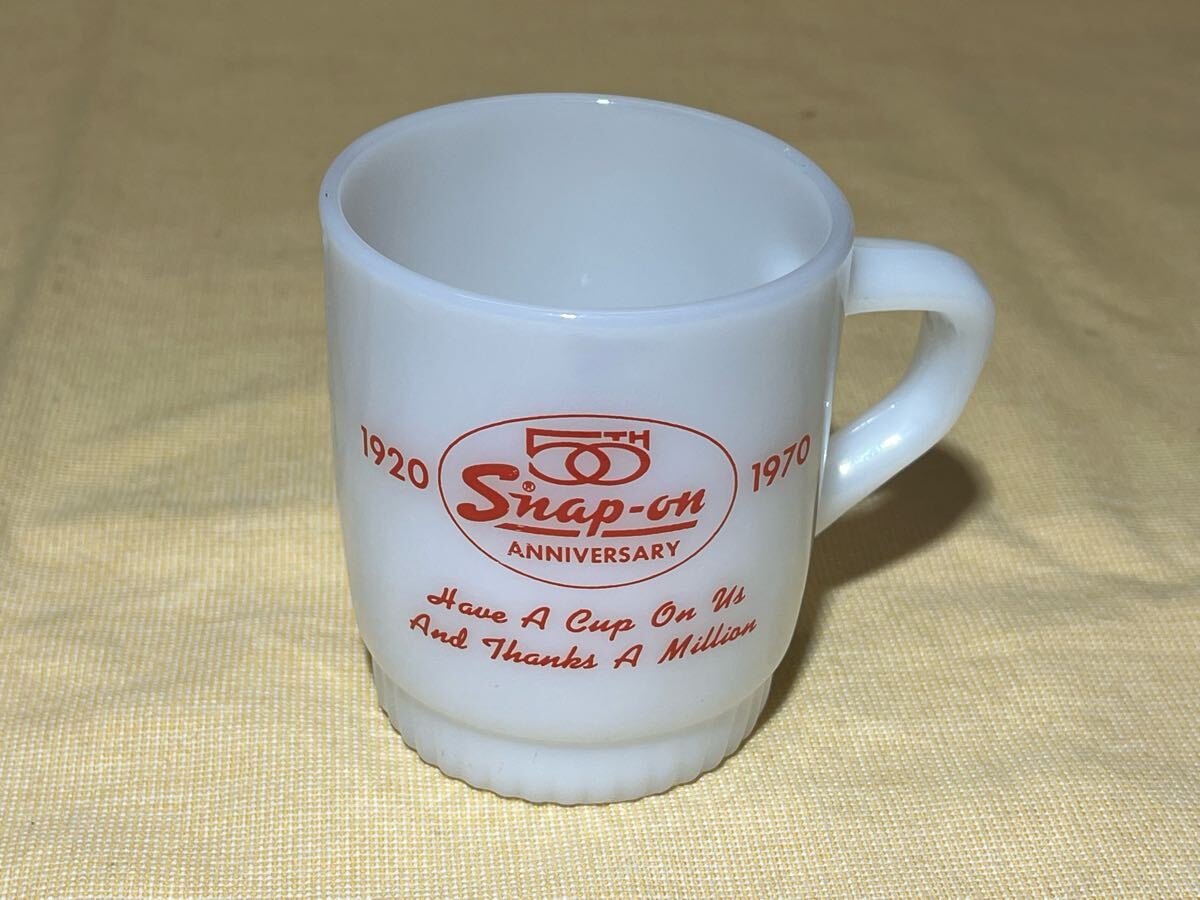 1920
50TH
Snap-on®
ANNIVERSARY
1970
Have A Cup On Us
And Thanks A Million